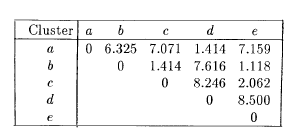 Cluster a b c d e
a 0 6.325 7.071 1.414 7.159
b 0 1.414 7.616 1.118
c 0 8.246 2.062
d 0 8.500
e 0